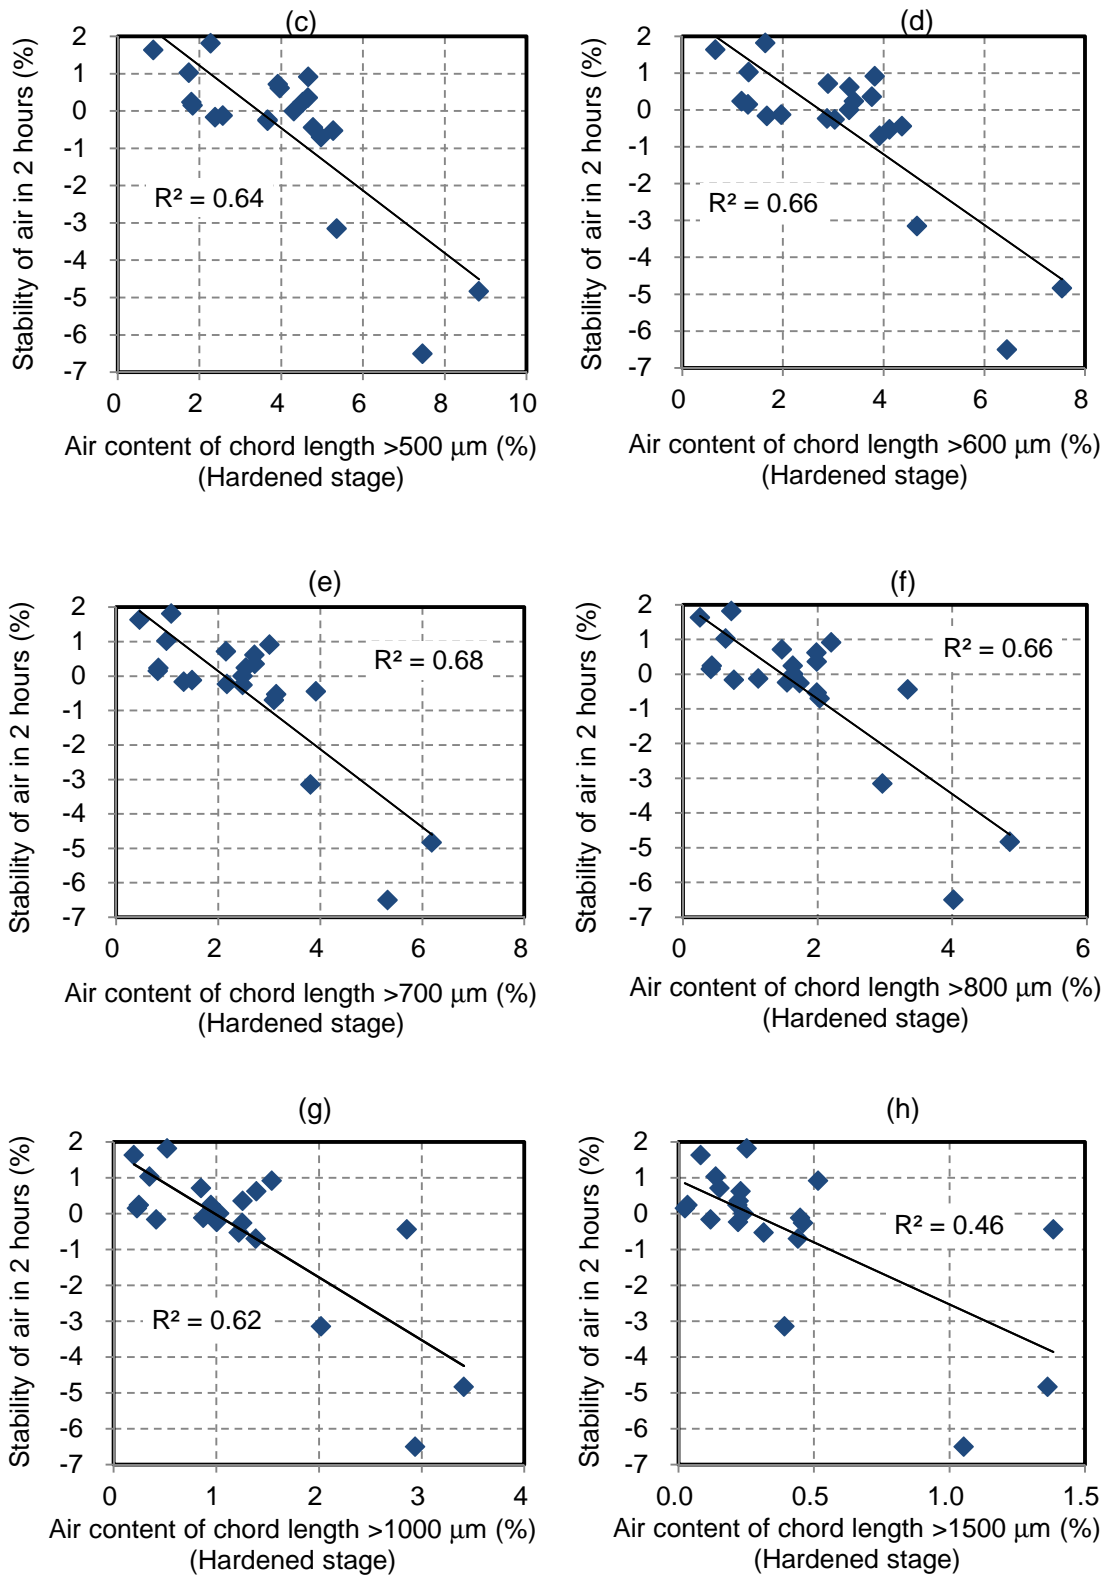 (c)
Stability of air in 2 hours (%)
2
1
0
-1
-2
-3
-4
-5
-6
-7
R² = 0.64
0 2 4 6 8 10
Air content of chord length >500 μm (%)
(Hardened stage)
(d)
Stability of air in 2 hours (%)
2
1
0
-1
-2
-3
-4
-5
-6
-7
R² = 0.66
0 2 4 6 8
Air content of chord length >600 μm (%)
(Hardened stage)
(e)
Stability of air in 2 hours (%)
2
1
0
-1
-2
-3
-4
-5
-6
-7
R² = 0.68
0 2 4 6 8
Air content of chord length >700 μm (%)
(Hardened stage)
(f)
Stability of air in 2 hours (%)
2
1
0
-1
-2
-3
-4
-5
-6
-7
R² = 0.66
0 2 4 6
Air content of chord length >800 μm (%)
(Hardened stage)
(g)
Stability of air in 2 hours (%)
2
1
0
-1
-2
-3
-4
-5
-6
-7
R² = 0.62
0 1 2 3 4
Air content of chord length >1000 μm (%)
(Hardened stage)
(h)
Stability of air in 2 hours (%)
2
1
0
-1
-2
-3
-4
-5
-6
-7
R² = 0.46
0.0 0.5 1.0 1.5
Air content of chord length >1500 μm (%)
(Hardened stage)